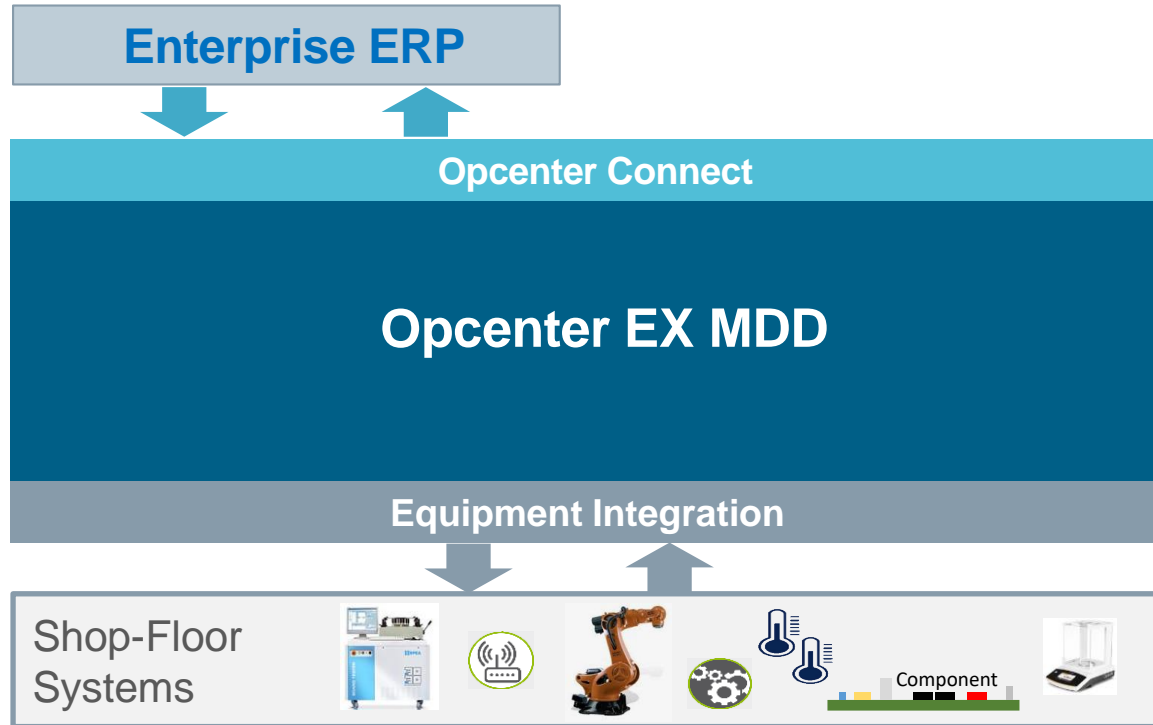 Enterprise ERP
Opcenter Connect
Opcenter EX MDD
Equipment Integration
Shop-Floor
Systems
Component